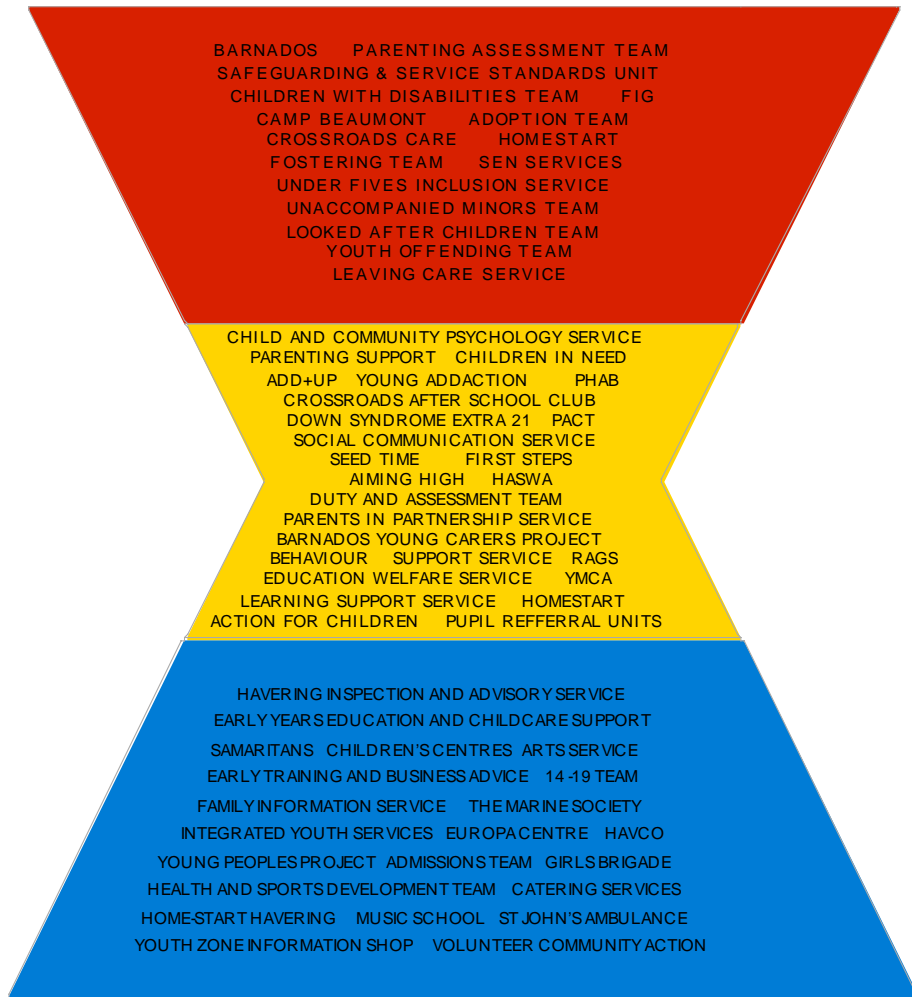 BARNADOS PARENTING ASSESSMENT TEAM
SAFEGUARDING & SERVICE STANDARDS UNIT
CHILDREN WITH DISABILITIES TEAM FIG
CAMP BEAUMONT ADOPTION TEAM
CROSSROADS CARE HOMESTART
FOSTERING TEAM SEN SERVICES
UNDER FIVES INCLUSION SERVICE
UNACCOMPANIED MINORS TEAM
LOOKED AFTER CHILDREN TEAM
YOUTH OFFENDING TEAM
LEAVING CARE SERVICE
CHILD AND COMMUNITY PSYCHOLOGY SERVICE
PARENTING SUPPORT CHILDREN IN NEED
ADD+UP YOUNG ADDACTION PHAB
CROSSROADS AFTER SCHOOL CLUB
DOWN SYNDROME EXTRA 21 PACT
SOCIAL COMMUNICATION SERVICE
SEED TIME FIRST STEPS
AIMING HIGH HASWA
DUTY AND ASSESSMENT TEAM
PARENTS IN PARTNERSHIP SERVICE
BARNADOS YOUNG CARERS PROJECT
BEHAVIOUR SUPPORT SERVICE RAGS
EDUCATION WELFARE SERVICE YMCA
LEARNING SUPPORT SERVICE HOMESTART
ACTION FOR CHILDREN PUPIL REFFERRAL UNITS
HAVERING INSPECTION AND ADVISORY SERVICE
EARLY YEARS EDUCATION AND CHILDCARE SUPPORT
SAMARITANS CHILDREN'S CENTRES ARTS SERVICE
EARLY TRAINING AND BUSINESS ADVICE 14-19 TEAM
FAMILY INFORMATION SERVICE THE MARINE SOCIETY
INTEGRATED YOUTH SERVICES EUROPA CENTRE HAVCO
YOUNG PEOPLES PROJECT ADMISSIONS TEAM GIRLS BRIGADE
HEALTH AND SPORTS DEVELOPMENT TEAM CATERING SERVICES
HOME-START HAVERING MUSIC SCHOOL ST JOHN'S AMBULANCE
YOUTH ZONE INFORMATION SHOP VOLUNTEER COMMUNITY ACTION